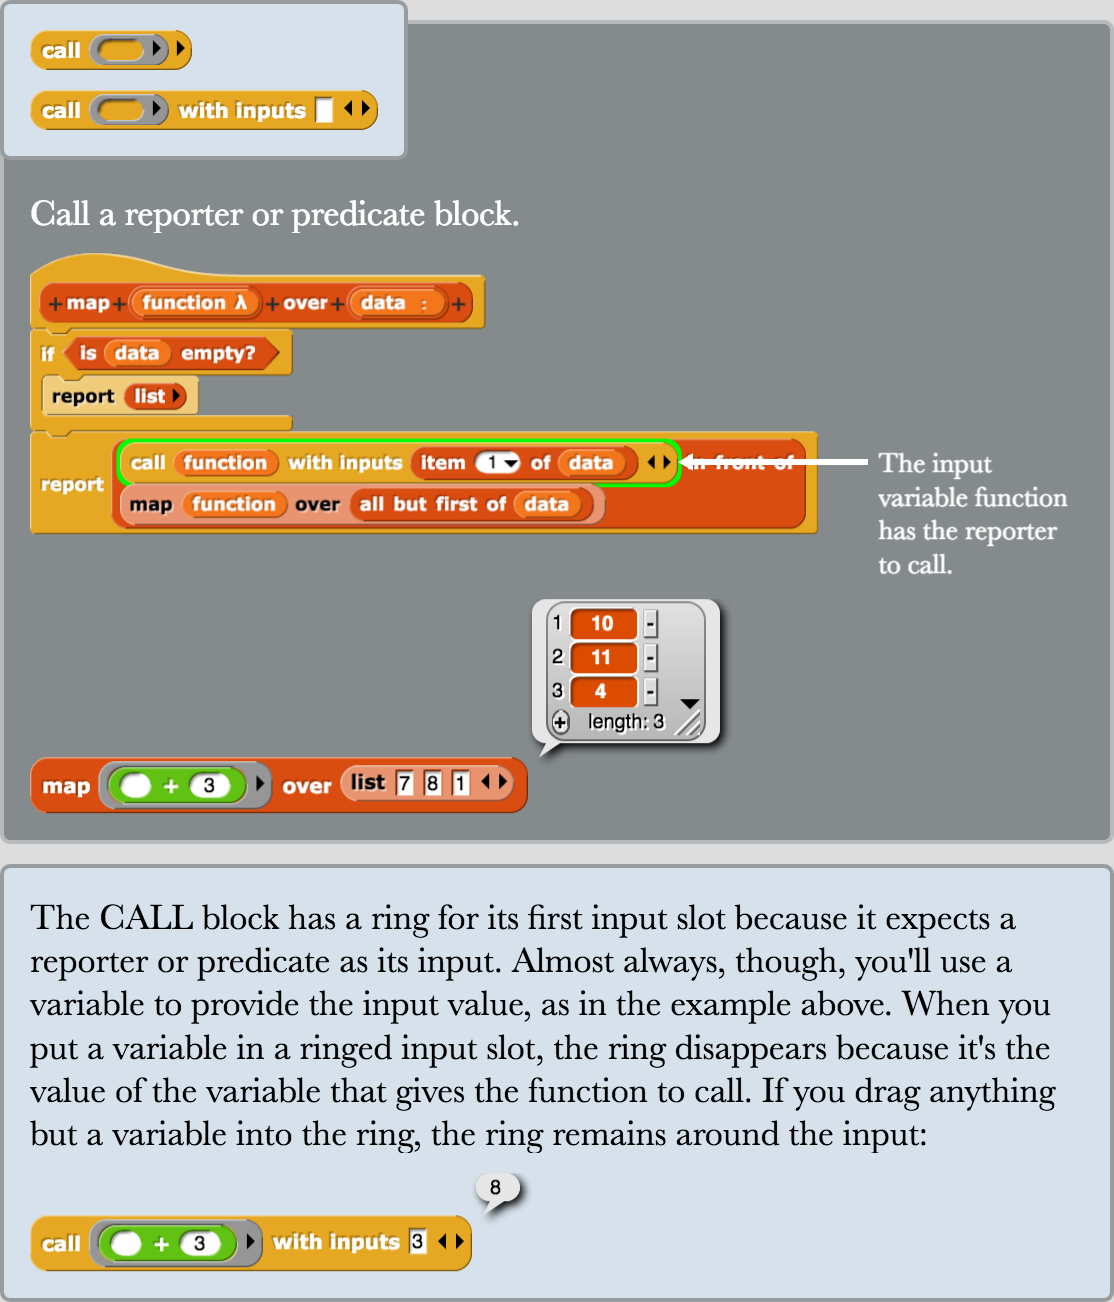 call
call with inputs
Call a reporter or predicate block.
+ map + function λ + over + data : +
if is data empty?
report list
call function with inputs item 1 of data in front of
report
map function over all but first of data
The input
variable function
has the reporter
to call.
1 10 -
2 11 -
3 4 -
+ length: 3
map + 3 over list 7 8 1
The CALL block has a ring for its first input slot because it expects a
reporter or predicate as its input. Almost always, though, you'll use a
variable to provide the input value, as in the example above. When you
put a variable in a ringed input slot, the ring disappears because it's the
value of the variable that gives the function to call. If you drag anything
but a variable into the ring, the ring remains around the input:
8
call + 3 with inputs 3